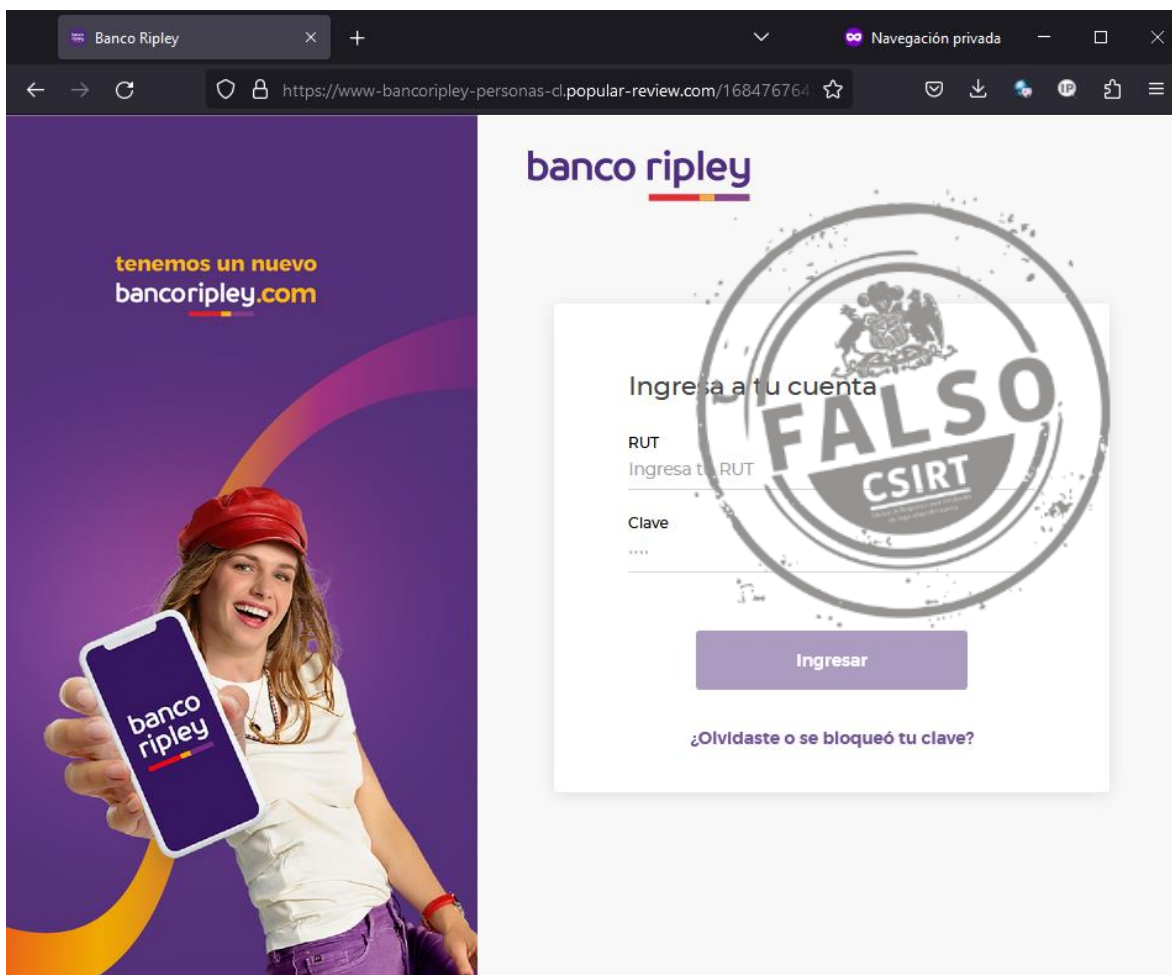 Banco Ripley
Navegación privada
https://www-bancoripley-personas-cl.popular-review.com/168476764
IP
banco ripley
tenemos un nuevo
bancoripley.com
Ingresa a tu cuenta
RUT
Ingresa tu RUT
Clave
....
FALSO
CSIRT
Ingresar
¿Olvidaste o se bloqueó tu clave?
banco
ripley